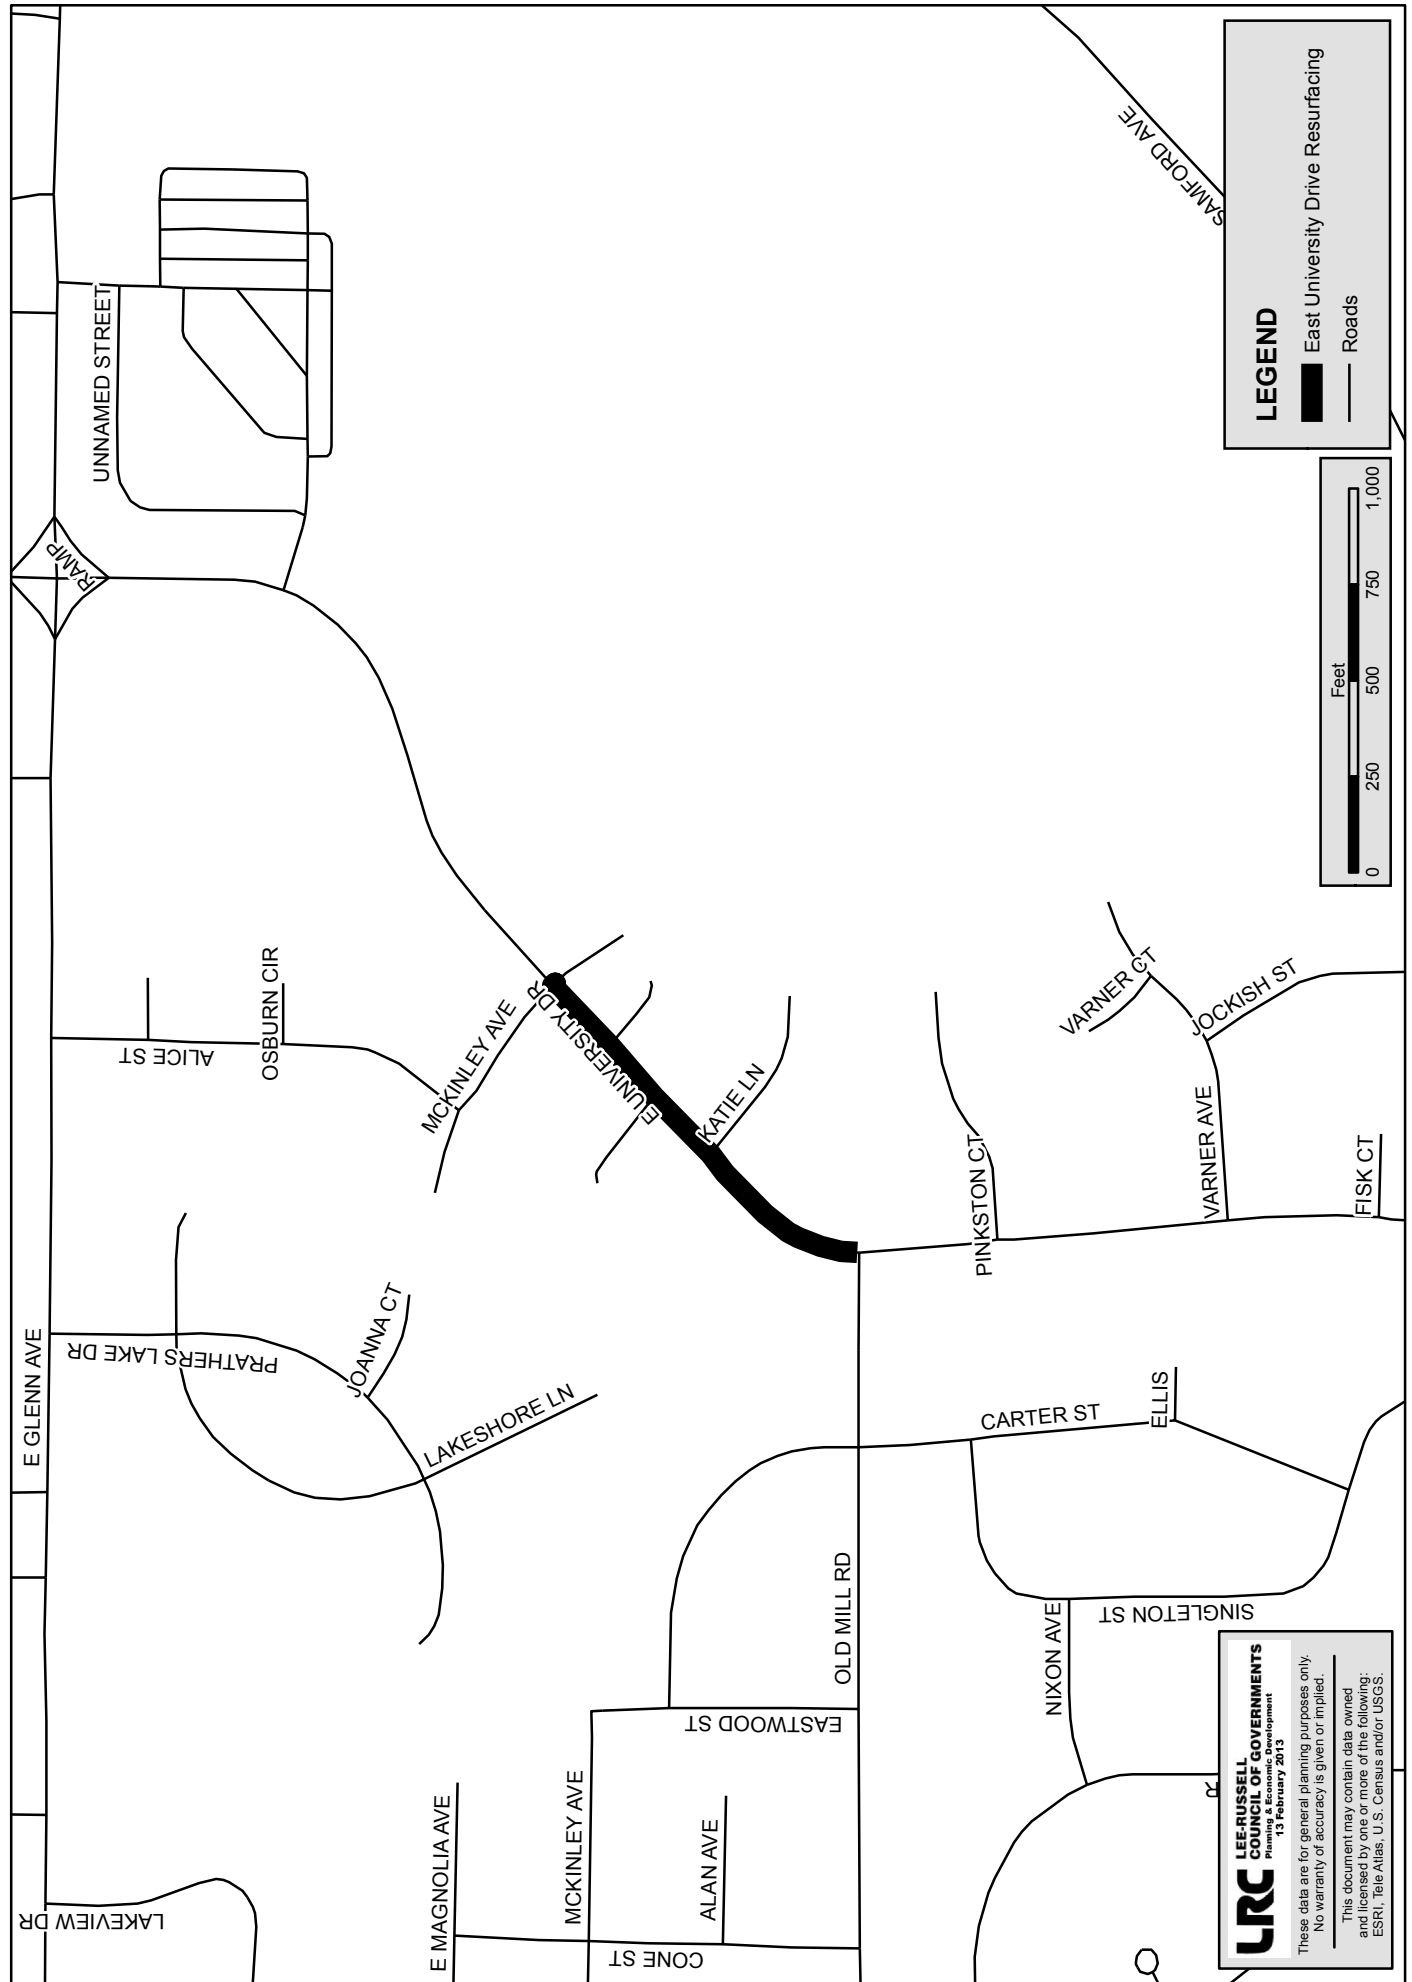 E GLENN AVE
LAKEVIEW DR
PRATHERS LAKE DR
ALICE ST
OSBURN CIR
RAMP
UNNAMED STREET
JOANNA CT
LAKESHORE LN
MCKINLEY AVE
E UNIVERSITY DR
KATIE LN
E MAGNOLIA AVE
MCKINLEY AVE
ALAN AVE
CONE ST
EASTWOOD ST
OLD MILL RD
CARTER ST
ELLIS
PINKSTON CT
VARNER CT
JOCKISH ST
VARNER AVE
FISK CT
NIXON AVE
SINGLETON ST
R
SAMFORD AVE
LRC
LEE-RUSSELL
COUNCIL OF GOVERNMENTS
Planning & Economic Development
13 February 2013
These data are for general planning purposes only.
No warranty of accuracy is given or implied.
This document may contain data owned
and licensed by one or more of the following:
ESRI, Tele Atlas, U.S. Census and/or USGS.
Feet
0 250 500 750 1,000
LEGEND
East University Drive Resurfacing
Roads